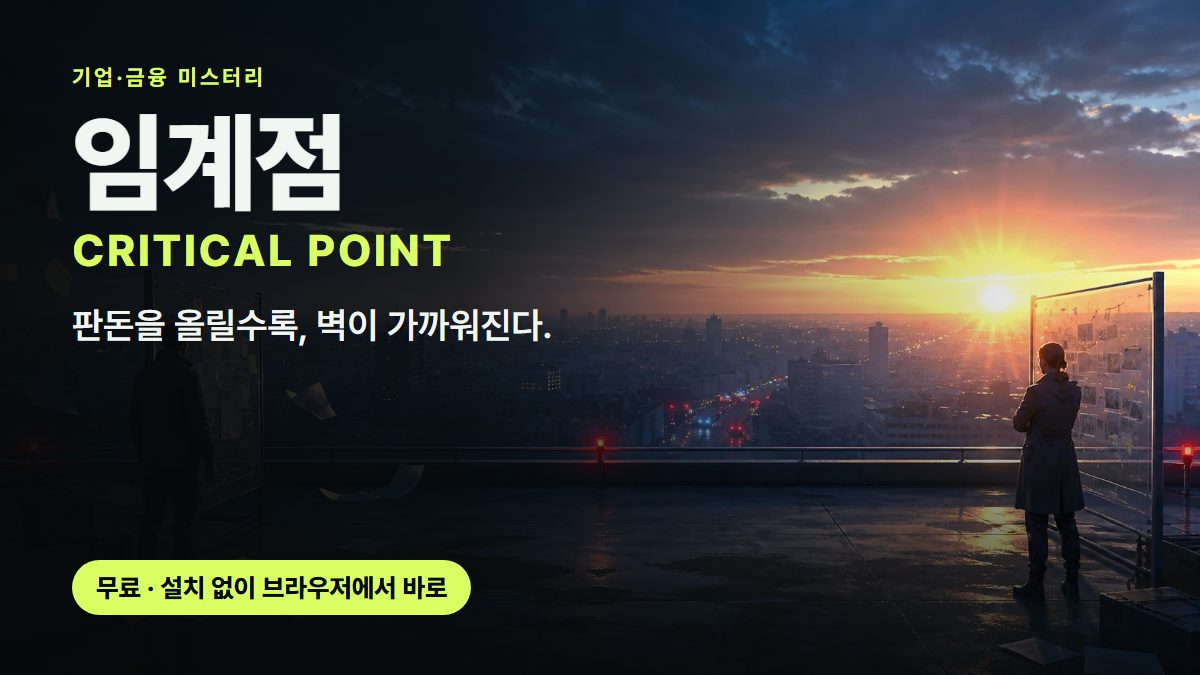 기업·금융 미스터리
임계점
CRITICAL POINT
판돈을 올릴수록, 벽이 가까워진다.
무료 · 설치 없이 브라우저에서 바로